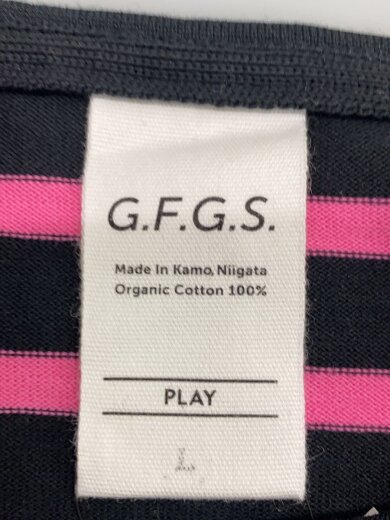 G.F.G.S.
Made In Kamo, Niigata
Organic Cotton 100%
PLAY
L